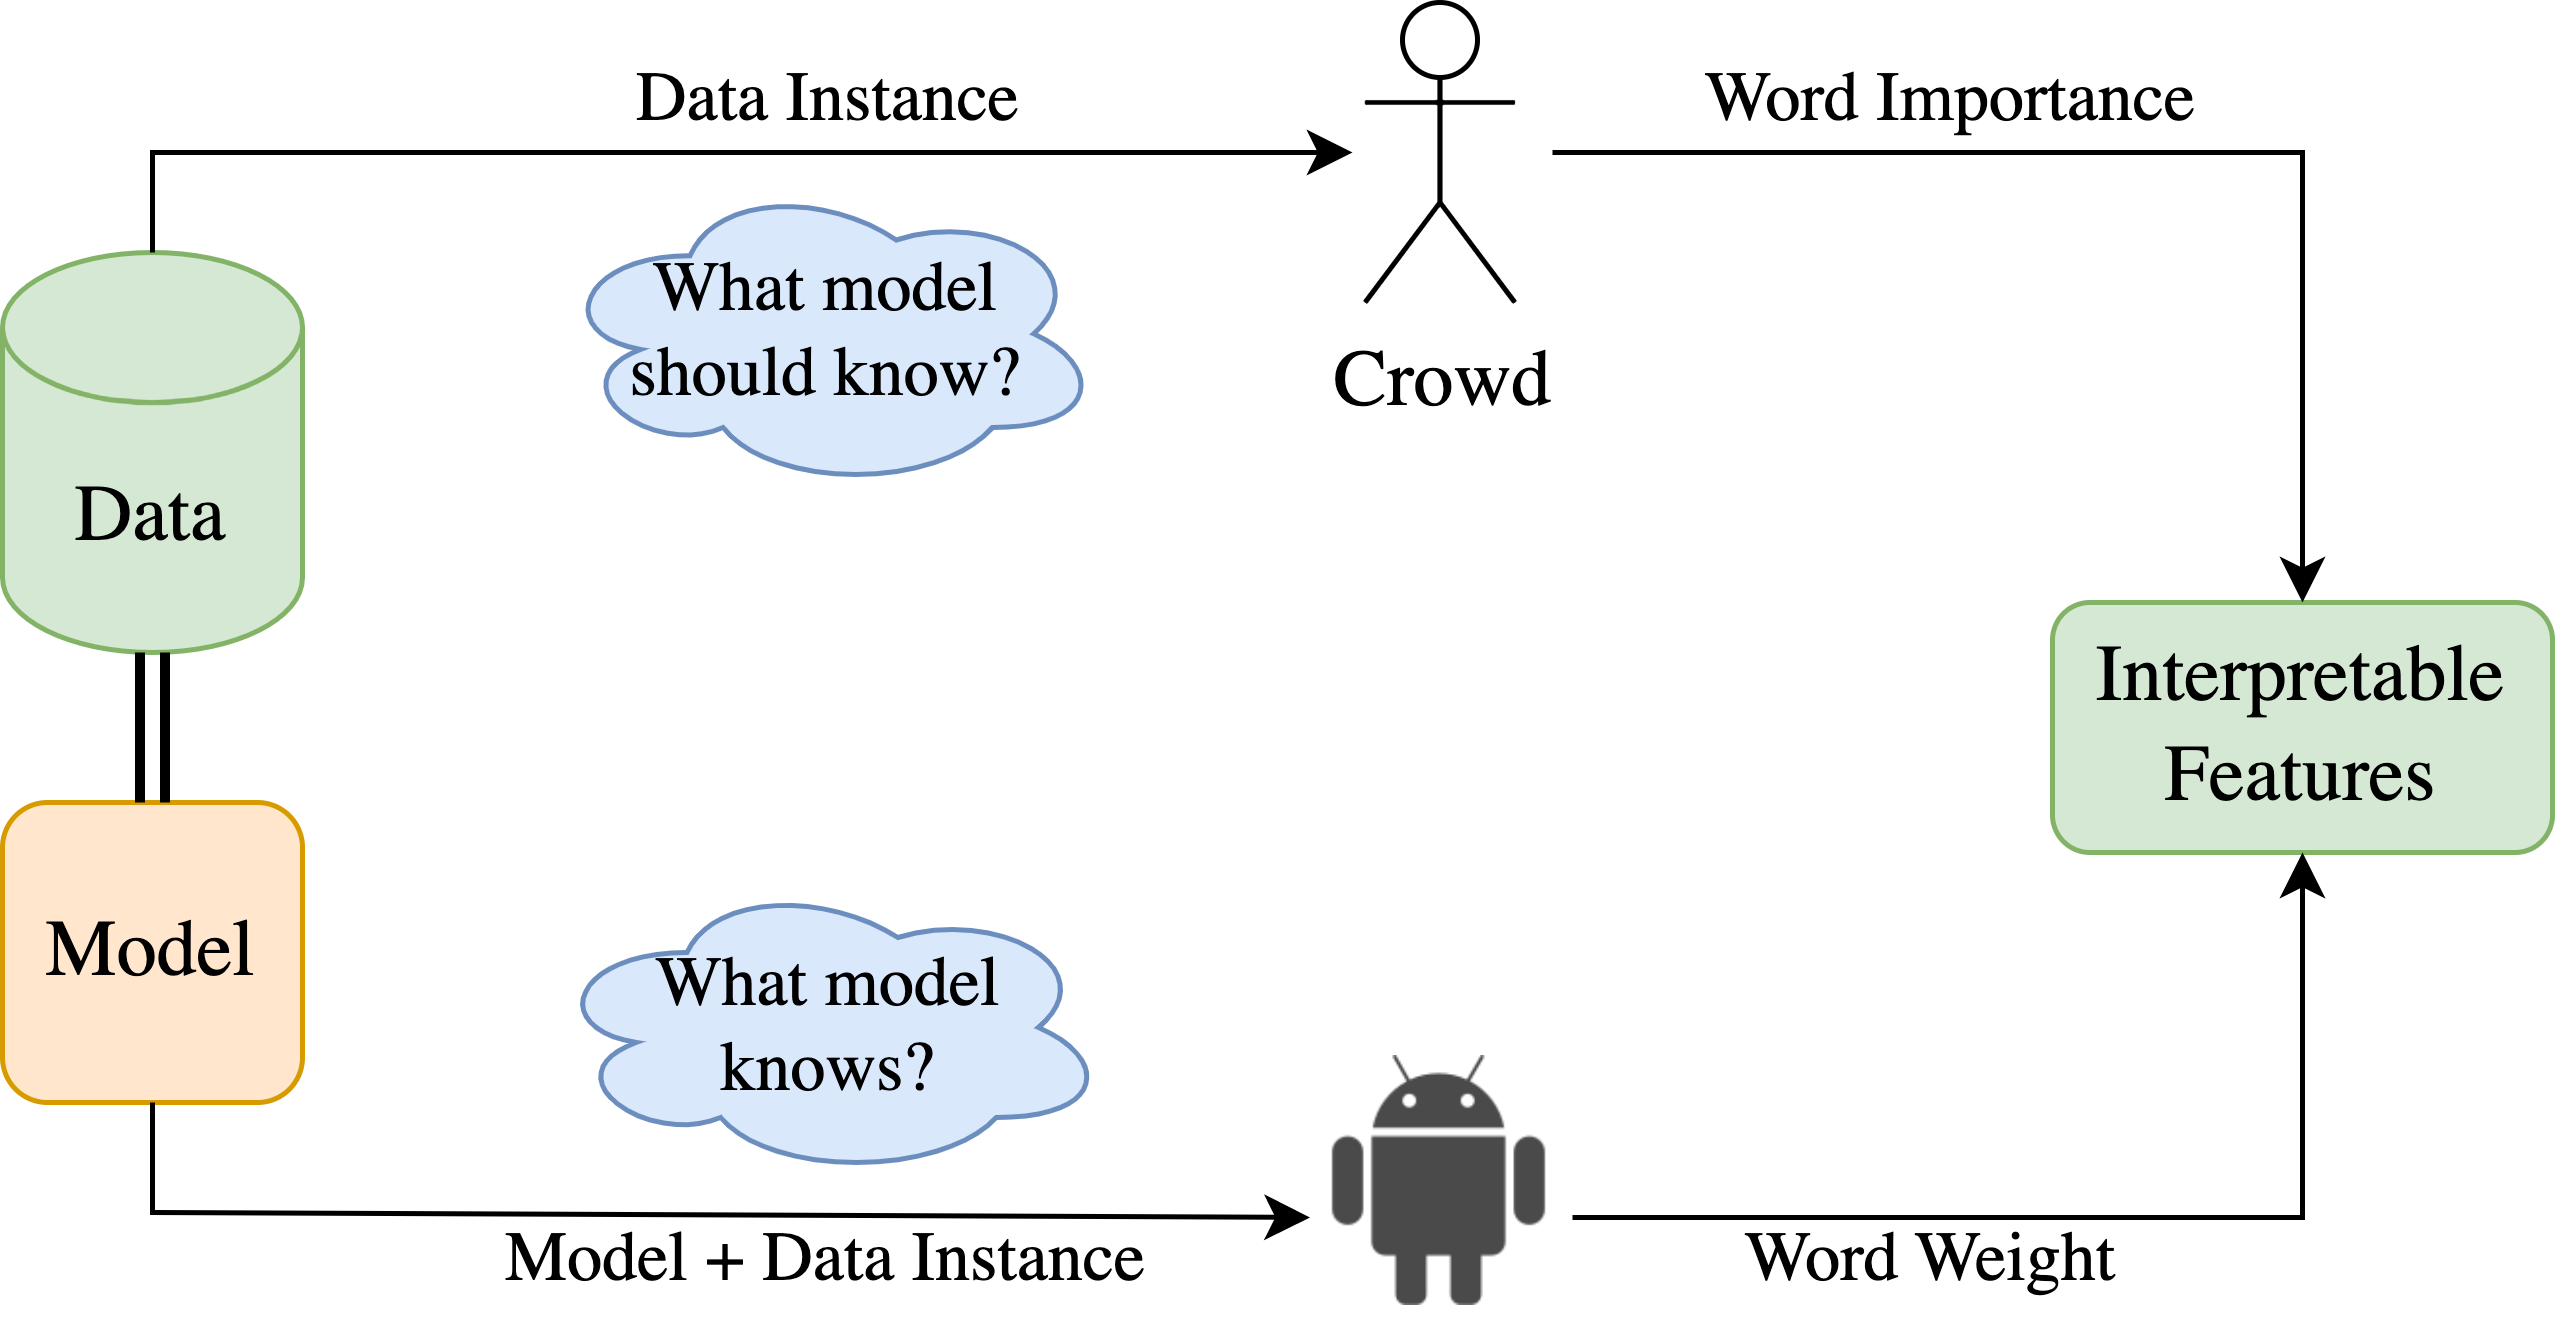 Data Instance
Word Importance
What model
should know?
Crowd
Data
Interpretable
Features
Model
What model
knows?
Model + Data Instance
Word Weight